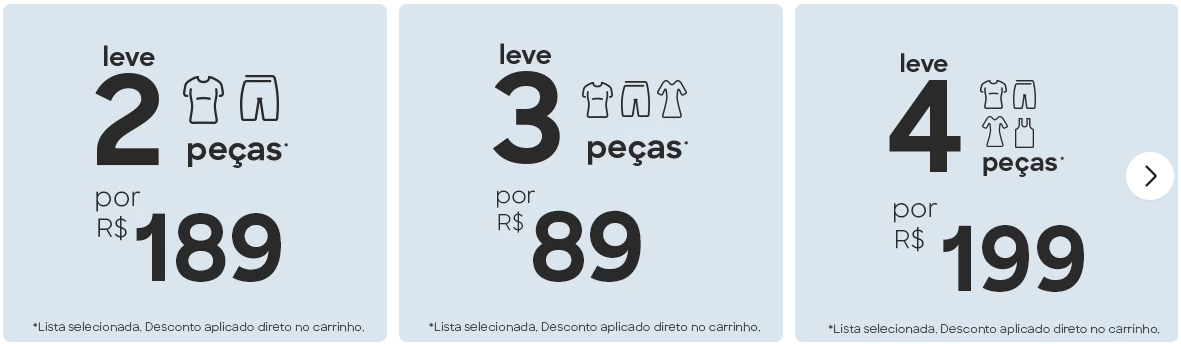 leve
2
peças*
por
R$ 189
*Lista selecionada. Desconto aplicado direto no carrinho.
leve
3
peças*
por
R$ 89
*Lista selecionada. Desconto aplicado direto no carrinho.
leve
4
peças*
por
R$ 199
*Lista selecionada. Desconto aplicado direto no carrinho.